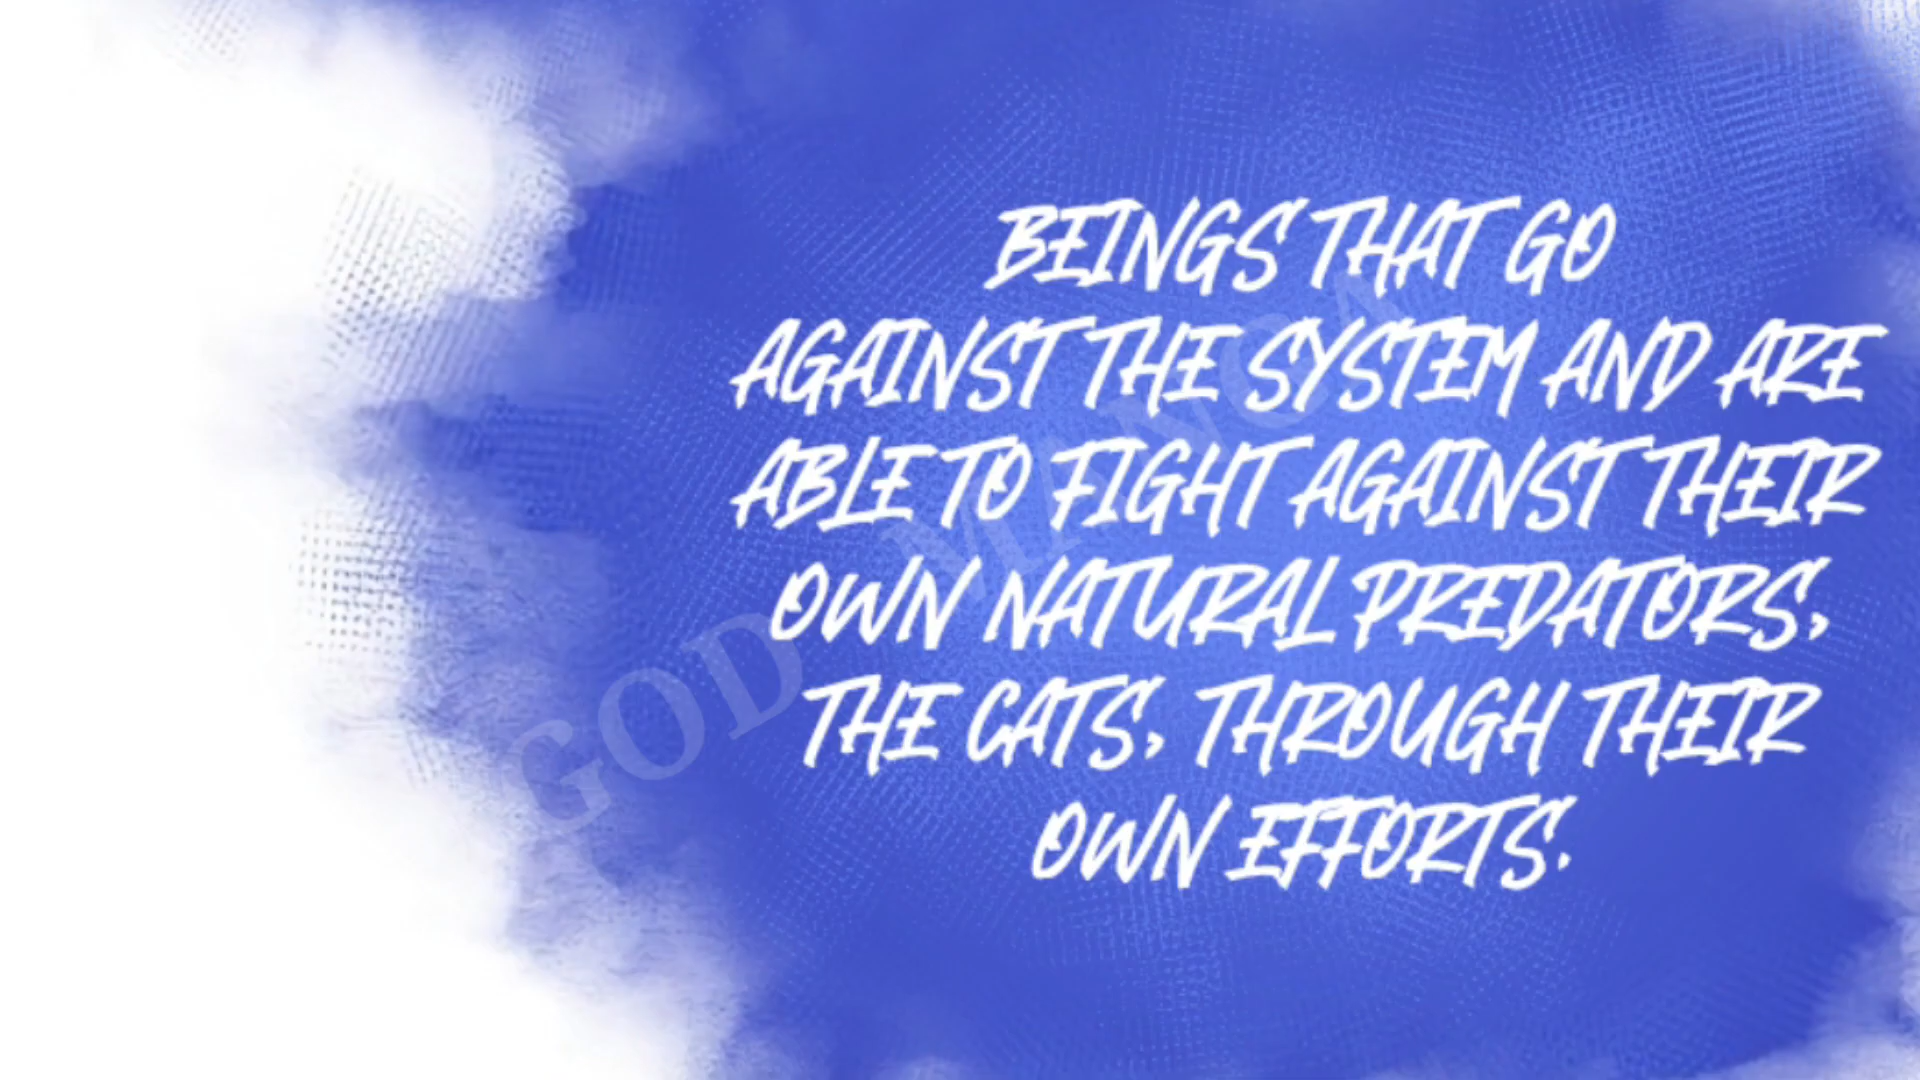 BEINGS THAT GO
AGAINST THE SYSTEM AND ARE
ABLE TO FIGHT AGAINST THEIR
OWN NATURAL PREDATORS,
THE CATS, THROUGH THEIR
OWN EFFORTS.
GOD MANGA